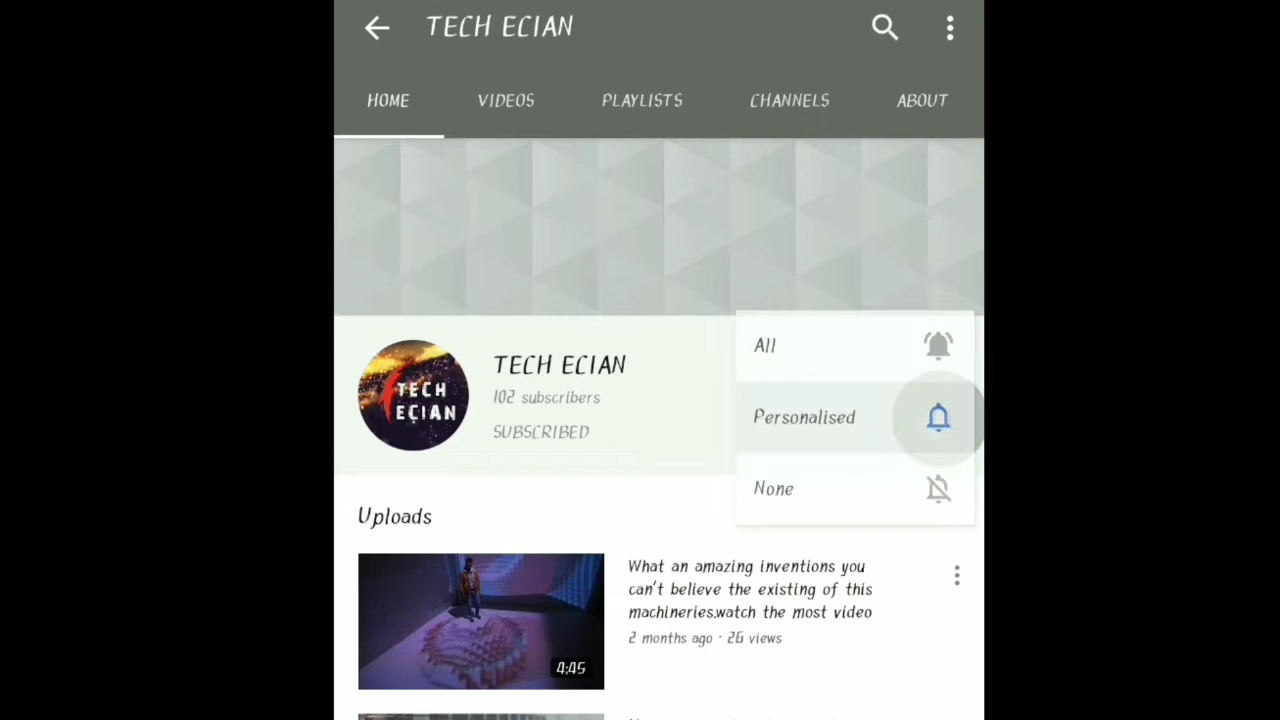 TECH ECIAN
HOME VIDEOS PLAYLISTS CHANNELS ABOUT
TECH ECIAN
102 subscribers
SUBSCRIBED
TECH
ECIAN
All
Personalised
None
Uploads
What an amazing inventions you
can't believe the existing of this
machineries.watch the most video
2 months ago · 26 views
4:45